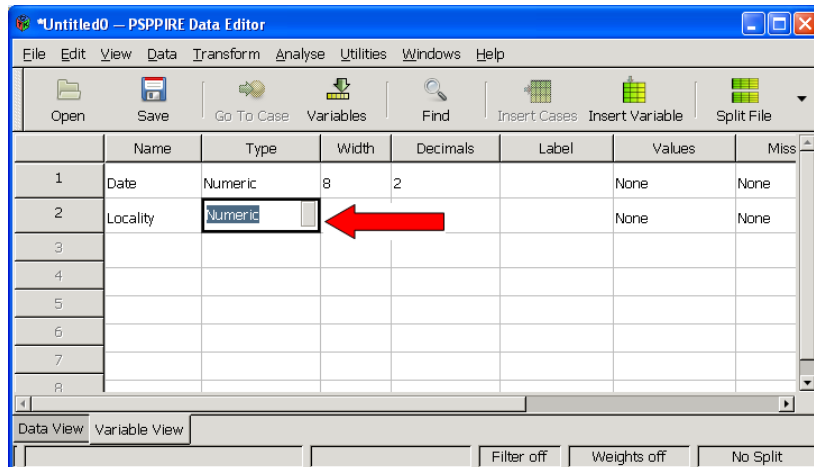 *Untitled0 — PSPPIRE Data Editor
File Edit View Data Transform Analyse Utilities Windows Help
Open Save Go To Case Variables Find Insert Cases Insert Variable Split File
Name Type Width Decimals Label Values Miss
1 Date Numeric 8 2 None None
2 Locality Numeric None None
3
4
5
6
7
8
Data View Variable View
Filter off Weights off No Split